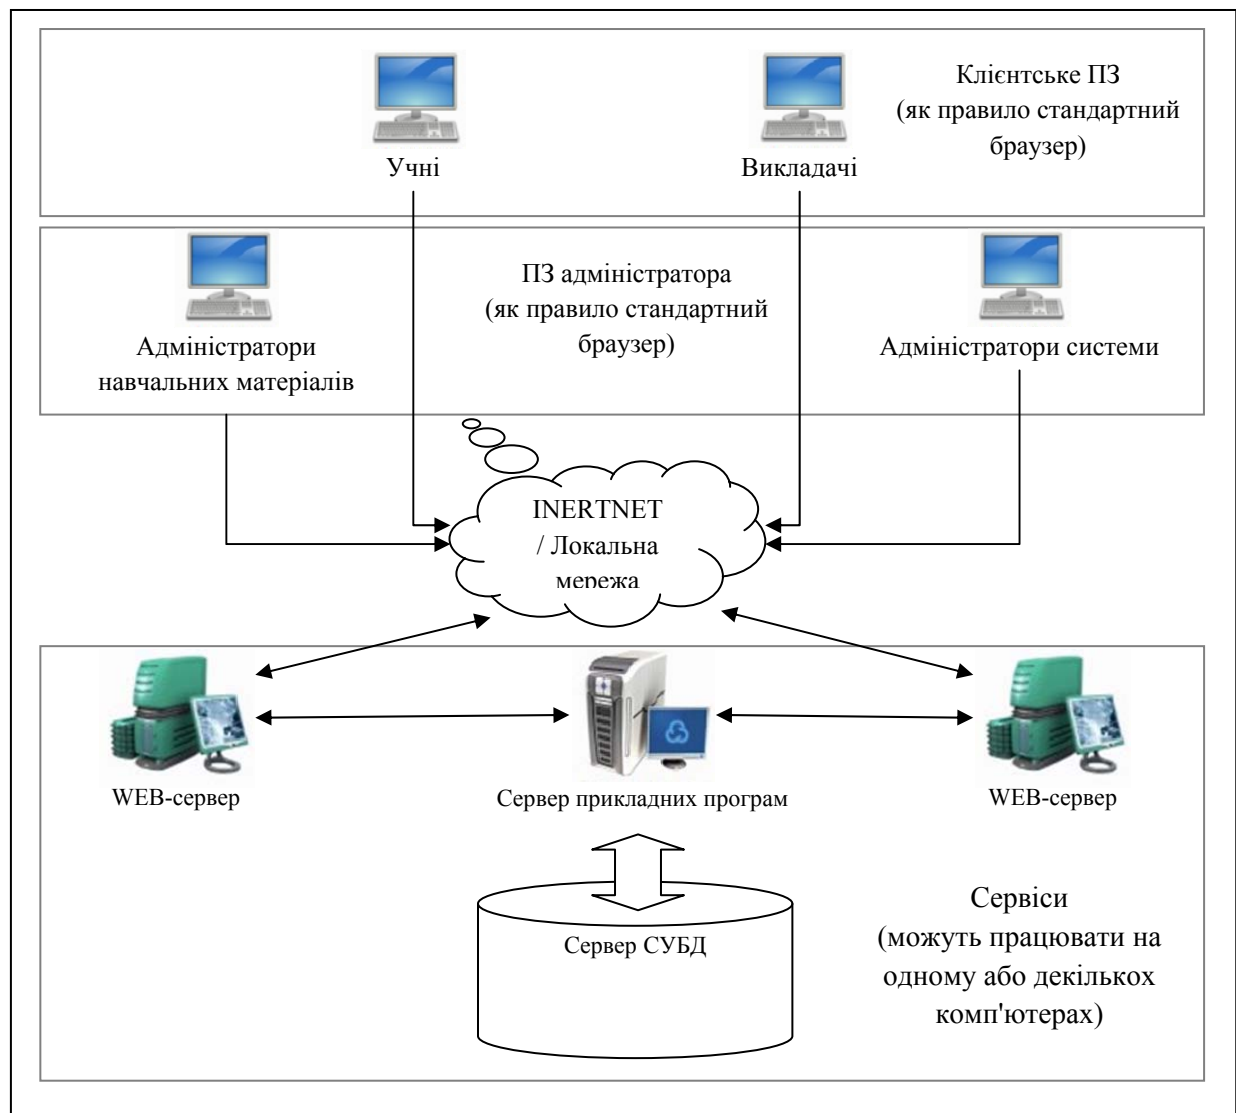 Клієнтське ПЗ
(як правило стандартний
браузер)
Учні
Викладачі
ПЗ адміністратора
(як правило стандартний
браузер)
Адміністратори
навчальних матеріалів
Адміністратори системи
INERTNET
/ Локальна
мережа
WEB-сервер
Сервер прикладних програм
WEB-сервер
Сервер СУБД
Сервіси
(можуть працювати на
одному або декількох
комп'ютерах)